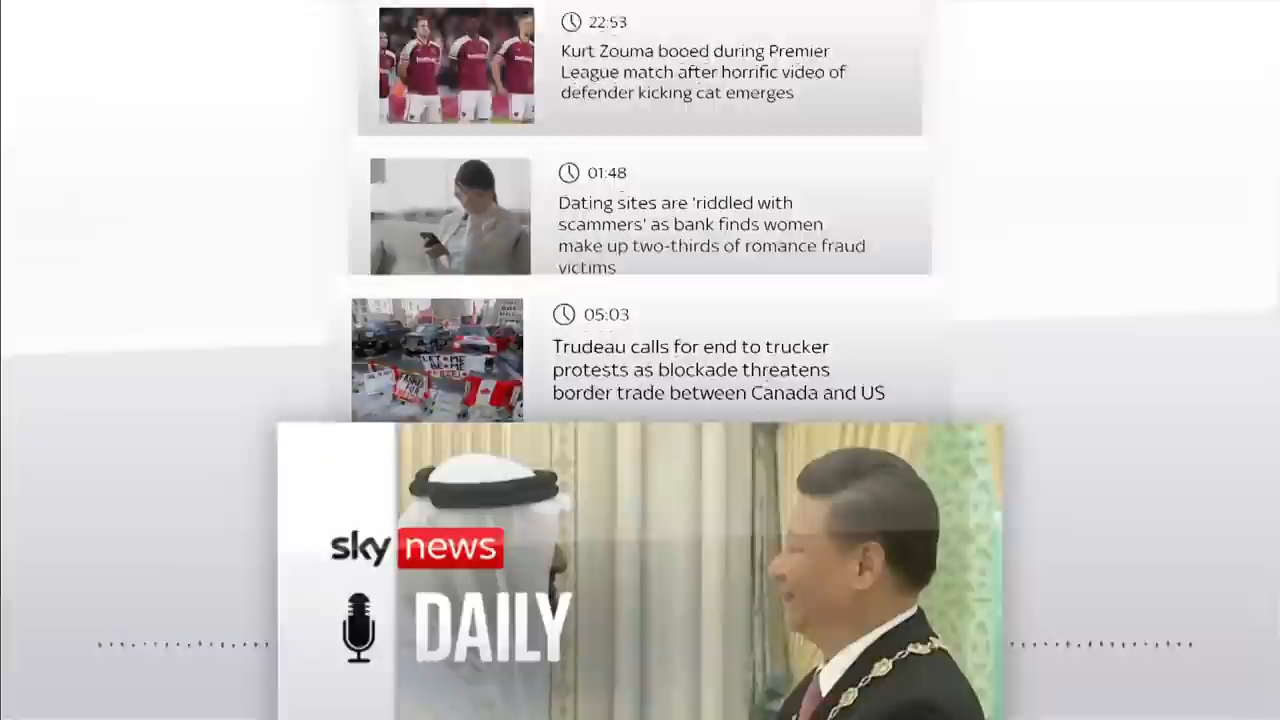 22:53
Kurt Zouma booed during Premier
League match after horrific video of
defender kicking cat emerges
01:48
Dating sites are 'riddled with
scammers' as bank finds women
make up two-thirds of romance fraud
victims
05:03
Trudeau calls for end to trucker
protests as blockade threatens
border trade between Canada and US
sky news
DAILY